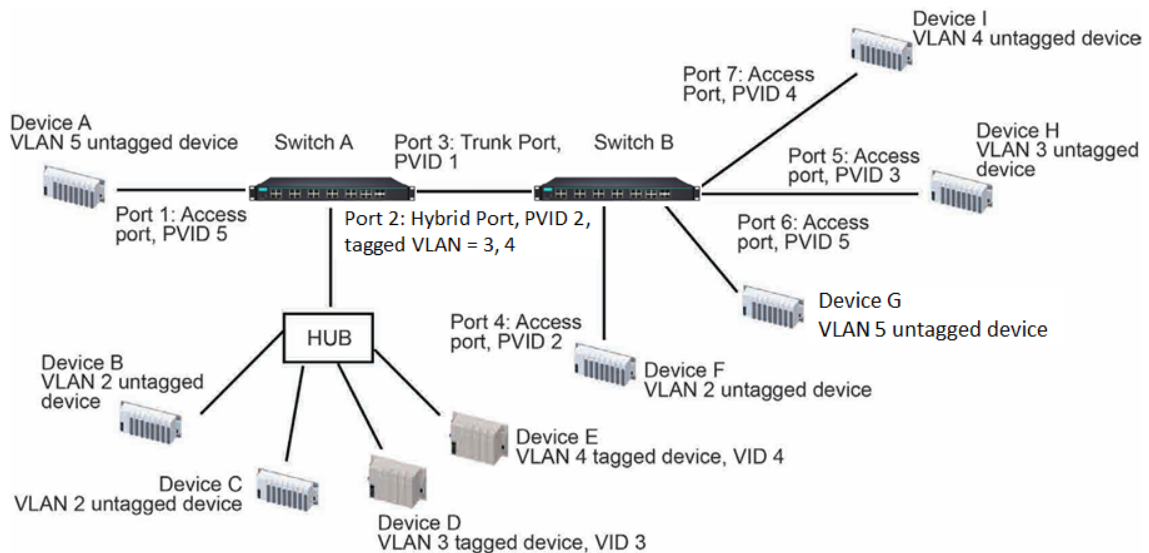 Device I
VLAN 4 untagged device
Port 7: Access
Port, PVID 4
Device A
VLAN 5 untagged device
Switch A
Port 3: Trunk Port,
PVID 1
Switch B
Device H
VLAN 3 untagged
device
Port 5: Access
port, PVID 3
Port 1: Access
port, PVID 5
Port 2: Hybrid Port, PVID 2,
tagged VLAN = 3, 4
Port 6: Access
port, PVID 5
Device G
VLAN 5 untagged device
HUB
Port 4: Access
port, PVID 2
Device B
VLAN 2 untagged
device
Device F
VLAN 2 untagged device
Device E
VLAN 4 tagged device, VID 4
Device C
VLAN 2 untagged device
Device D
VLAN 3 tagged device, VID 3